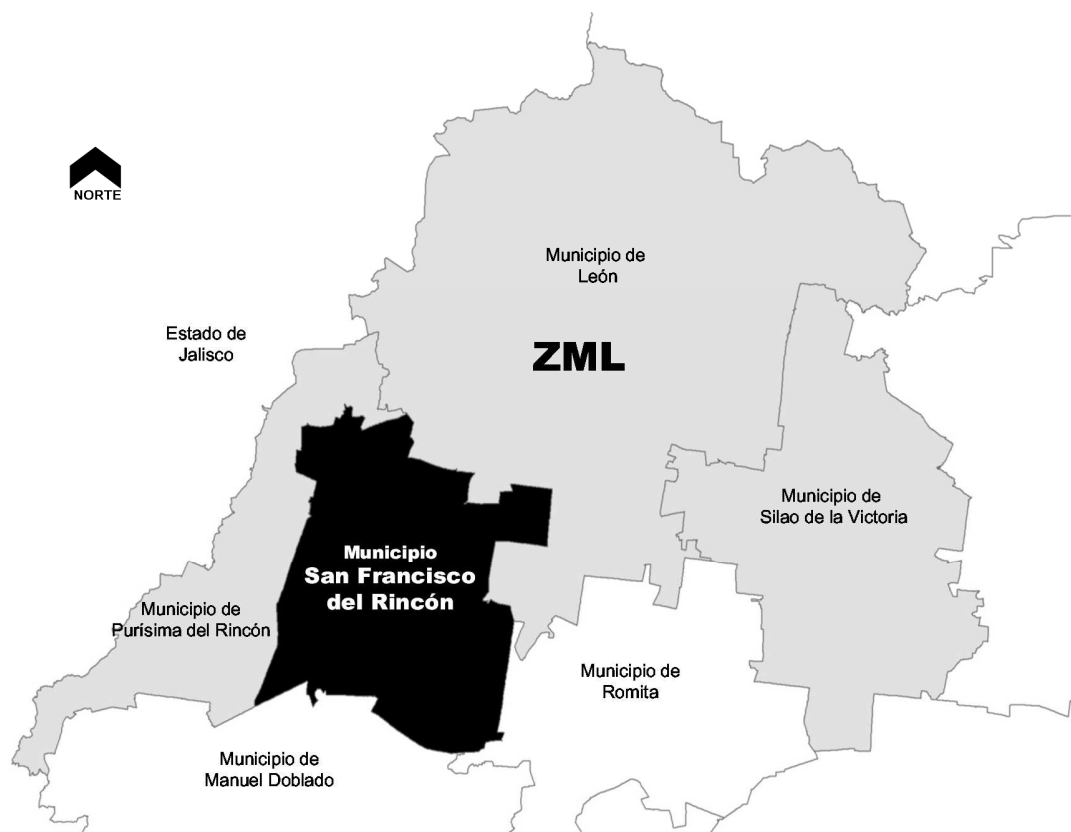 NORTE
Municipio de
León
Estado de
Jalisco
ZML
Municipio de
Silao de la Victoria
Municipio
San Francisco
del Rincón
Municipio de
Purísima del Rincón
Municipio de
Romita
Municipio de
Manuel Doblado